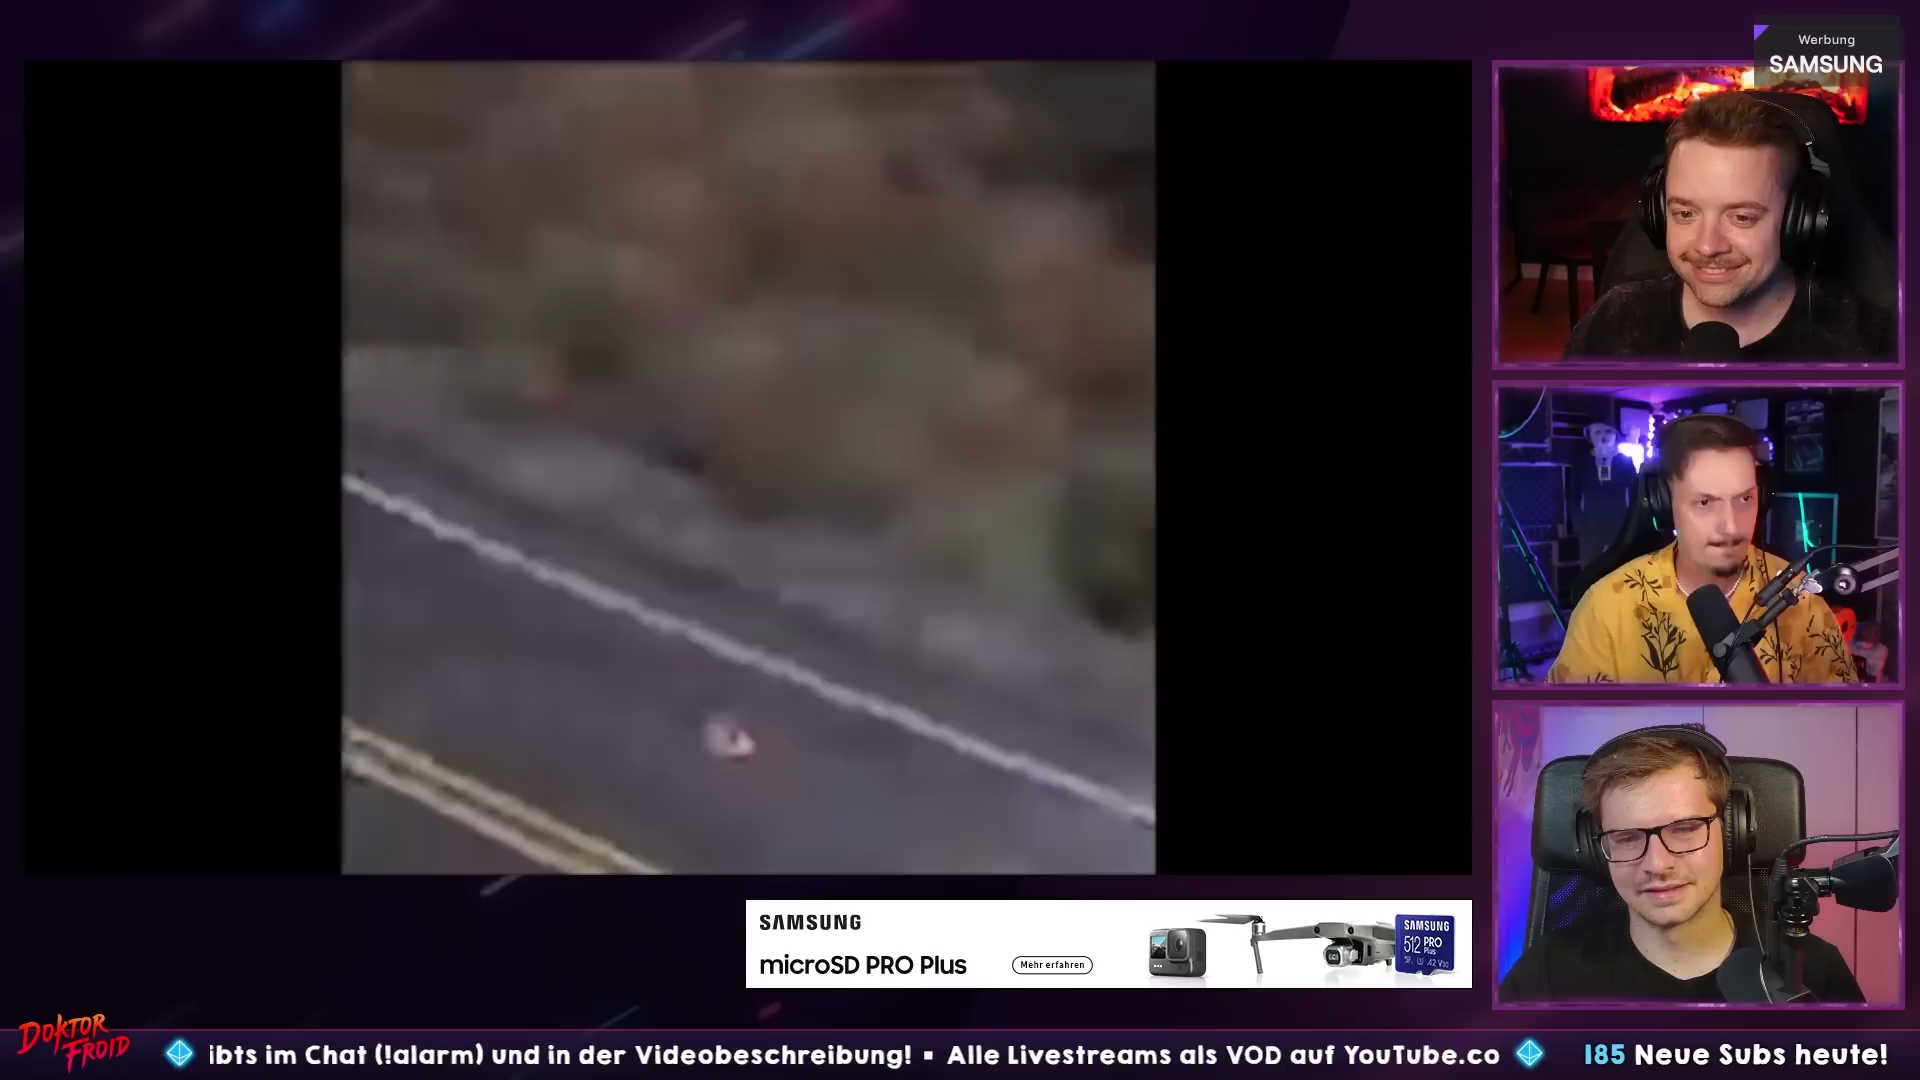 Werbung
SAMSUNG
SAMSUNG
microSD PRO Plus
Mehr erfahren
SAMSUNG
512 PRO
Plus
DOKTOR
FROID
ibts im Chat (!alarm) und in der Videobeschreibung! ▪ Alle Livestreams als VOD auf YouTube.co
185 Neue Subs heute!